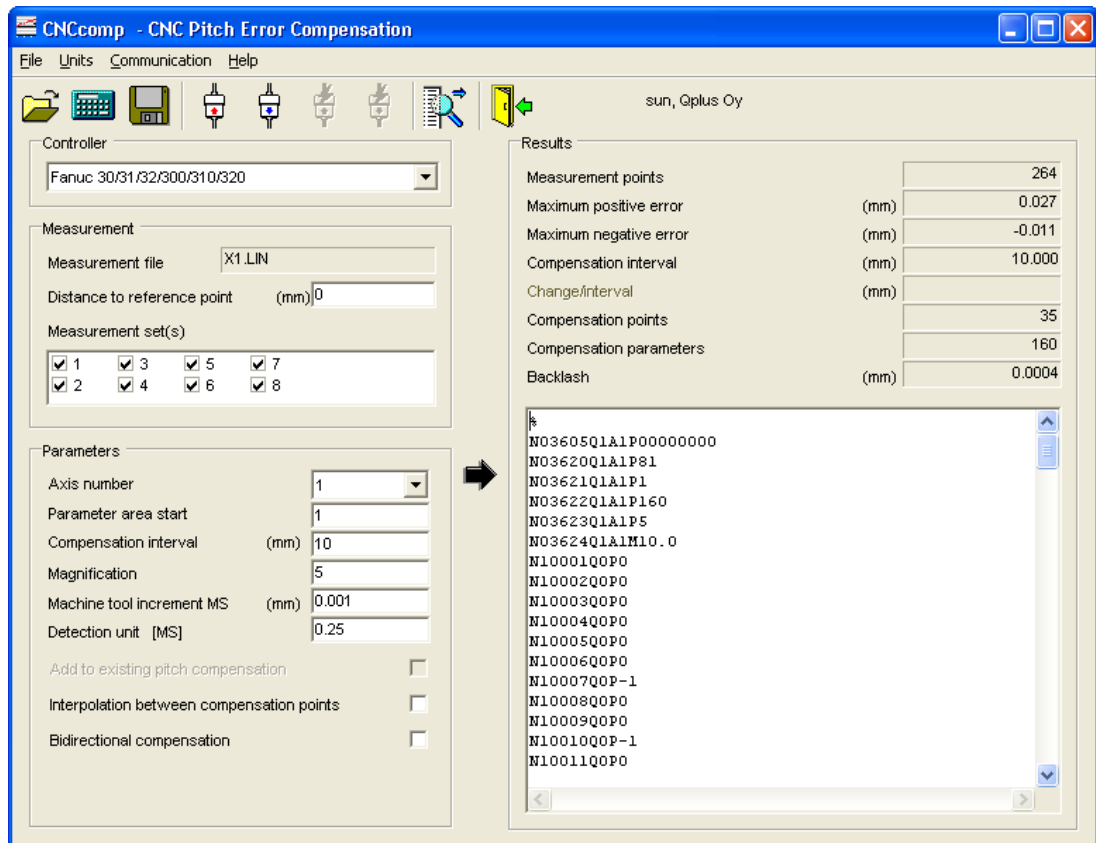 CNCcomp - CNC Pitch Error Compensation
File Units Communication Help
sun, Qplus Oy
Controller
Fanuc 30/31/32/300/310/320
Measurement
Measurement file X1.LIN
Distance to reference point (mm) 0
Measurement set(s)
1 3 5 7
2 4 6 8
Parameters
Axis number 1
Parameter area start 1
Compensation interval (mm) 10
Magnification 5
Machine tool increment MS (mm) 0.001
Detection unit [MS] 0.25
Add to existing pitch compensation
Interpolation between compensation points
Bidirectional compensation
Results
Measurement points 264
Maximum positive error (mm) 0.027
Maximum negative error (mm) -0.011
Compensation interval (mm) 10.000
Change/interval (mm)
Compensation points 35
Compensation parameters 160
Backlash (mm) 0.0004
%
N03605Q1A1P00000000
N03620Q1A1P81
N03621Q1A1P1
N03622Q1A1P160
N03623Q1A1P5
N03624Q1A1M10.0
N10001Q0P0
N10002Q0P0
N10003Q0P0
N10004Q0P0
N10005Q0P0
N10006Q0P0
N10007Q0P-1
N10008Q0P0
N10009Q0P0
N10010Q0P-1
N10011Q0P0